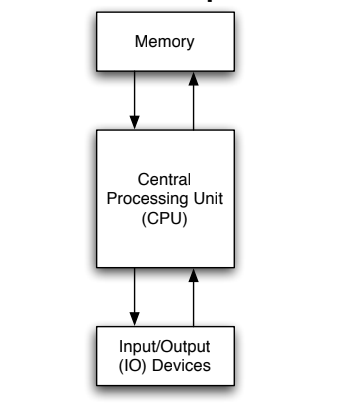 Memory
Central
Processing Unit
(CPU)
Input/Output
(IO) Devices